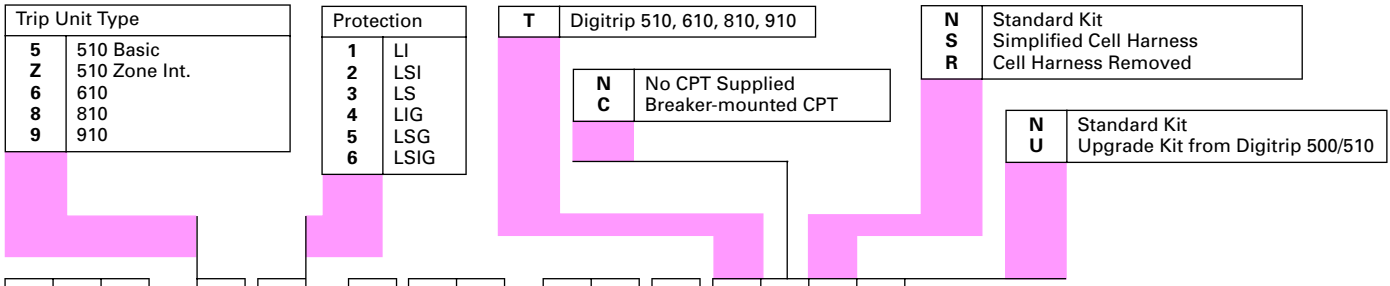 Trip Unit Type
5 510 Basic
Z 510 Zone Int.
6 610
8 810
9 910
Protection
1 LI
2 LSI
3 LS
4 LIG
5 LSG
6 LSIG
T Digitrip 510, 610, 810, 910
N No CPT Supplied
C Breaker-mounted CPT
N Standard Kit
S Simplified Cell Harness
R Cell Harness Removed
N Standard Kit
U Upgrade Kit from Digitrip 500/510